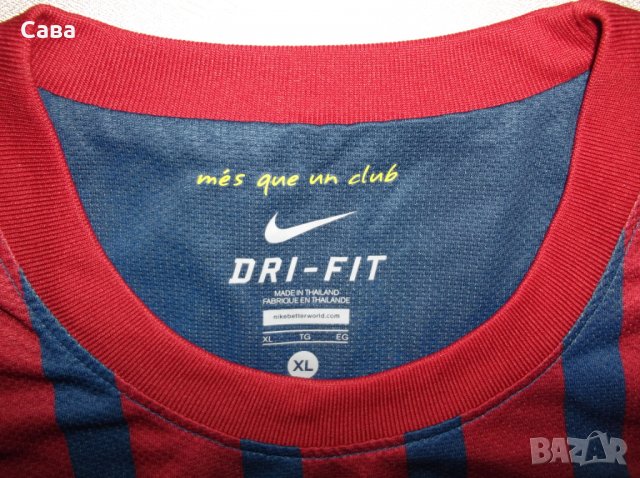 Сава
més que un club
DRI-FIT
MADE IN THAILAND
FABRIQUE EN THAILANDE
nikebetterworld.com
XL TG EG
XL
BAZAR